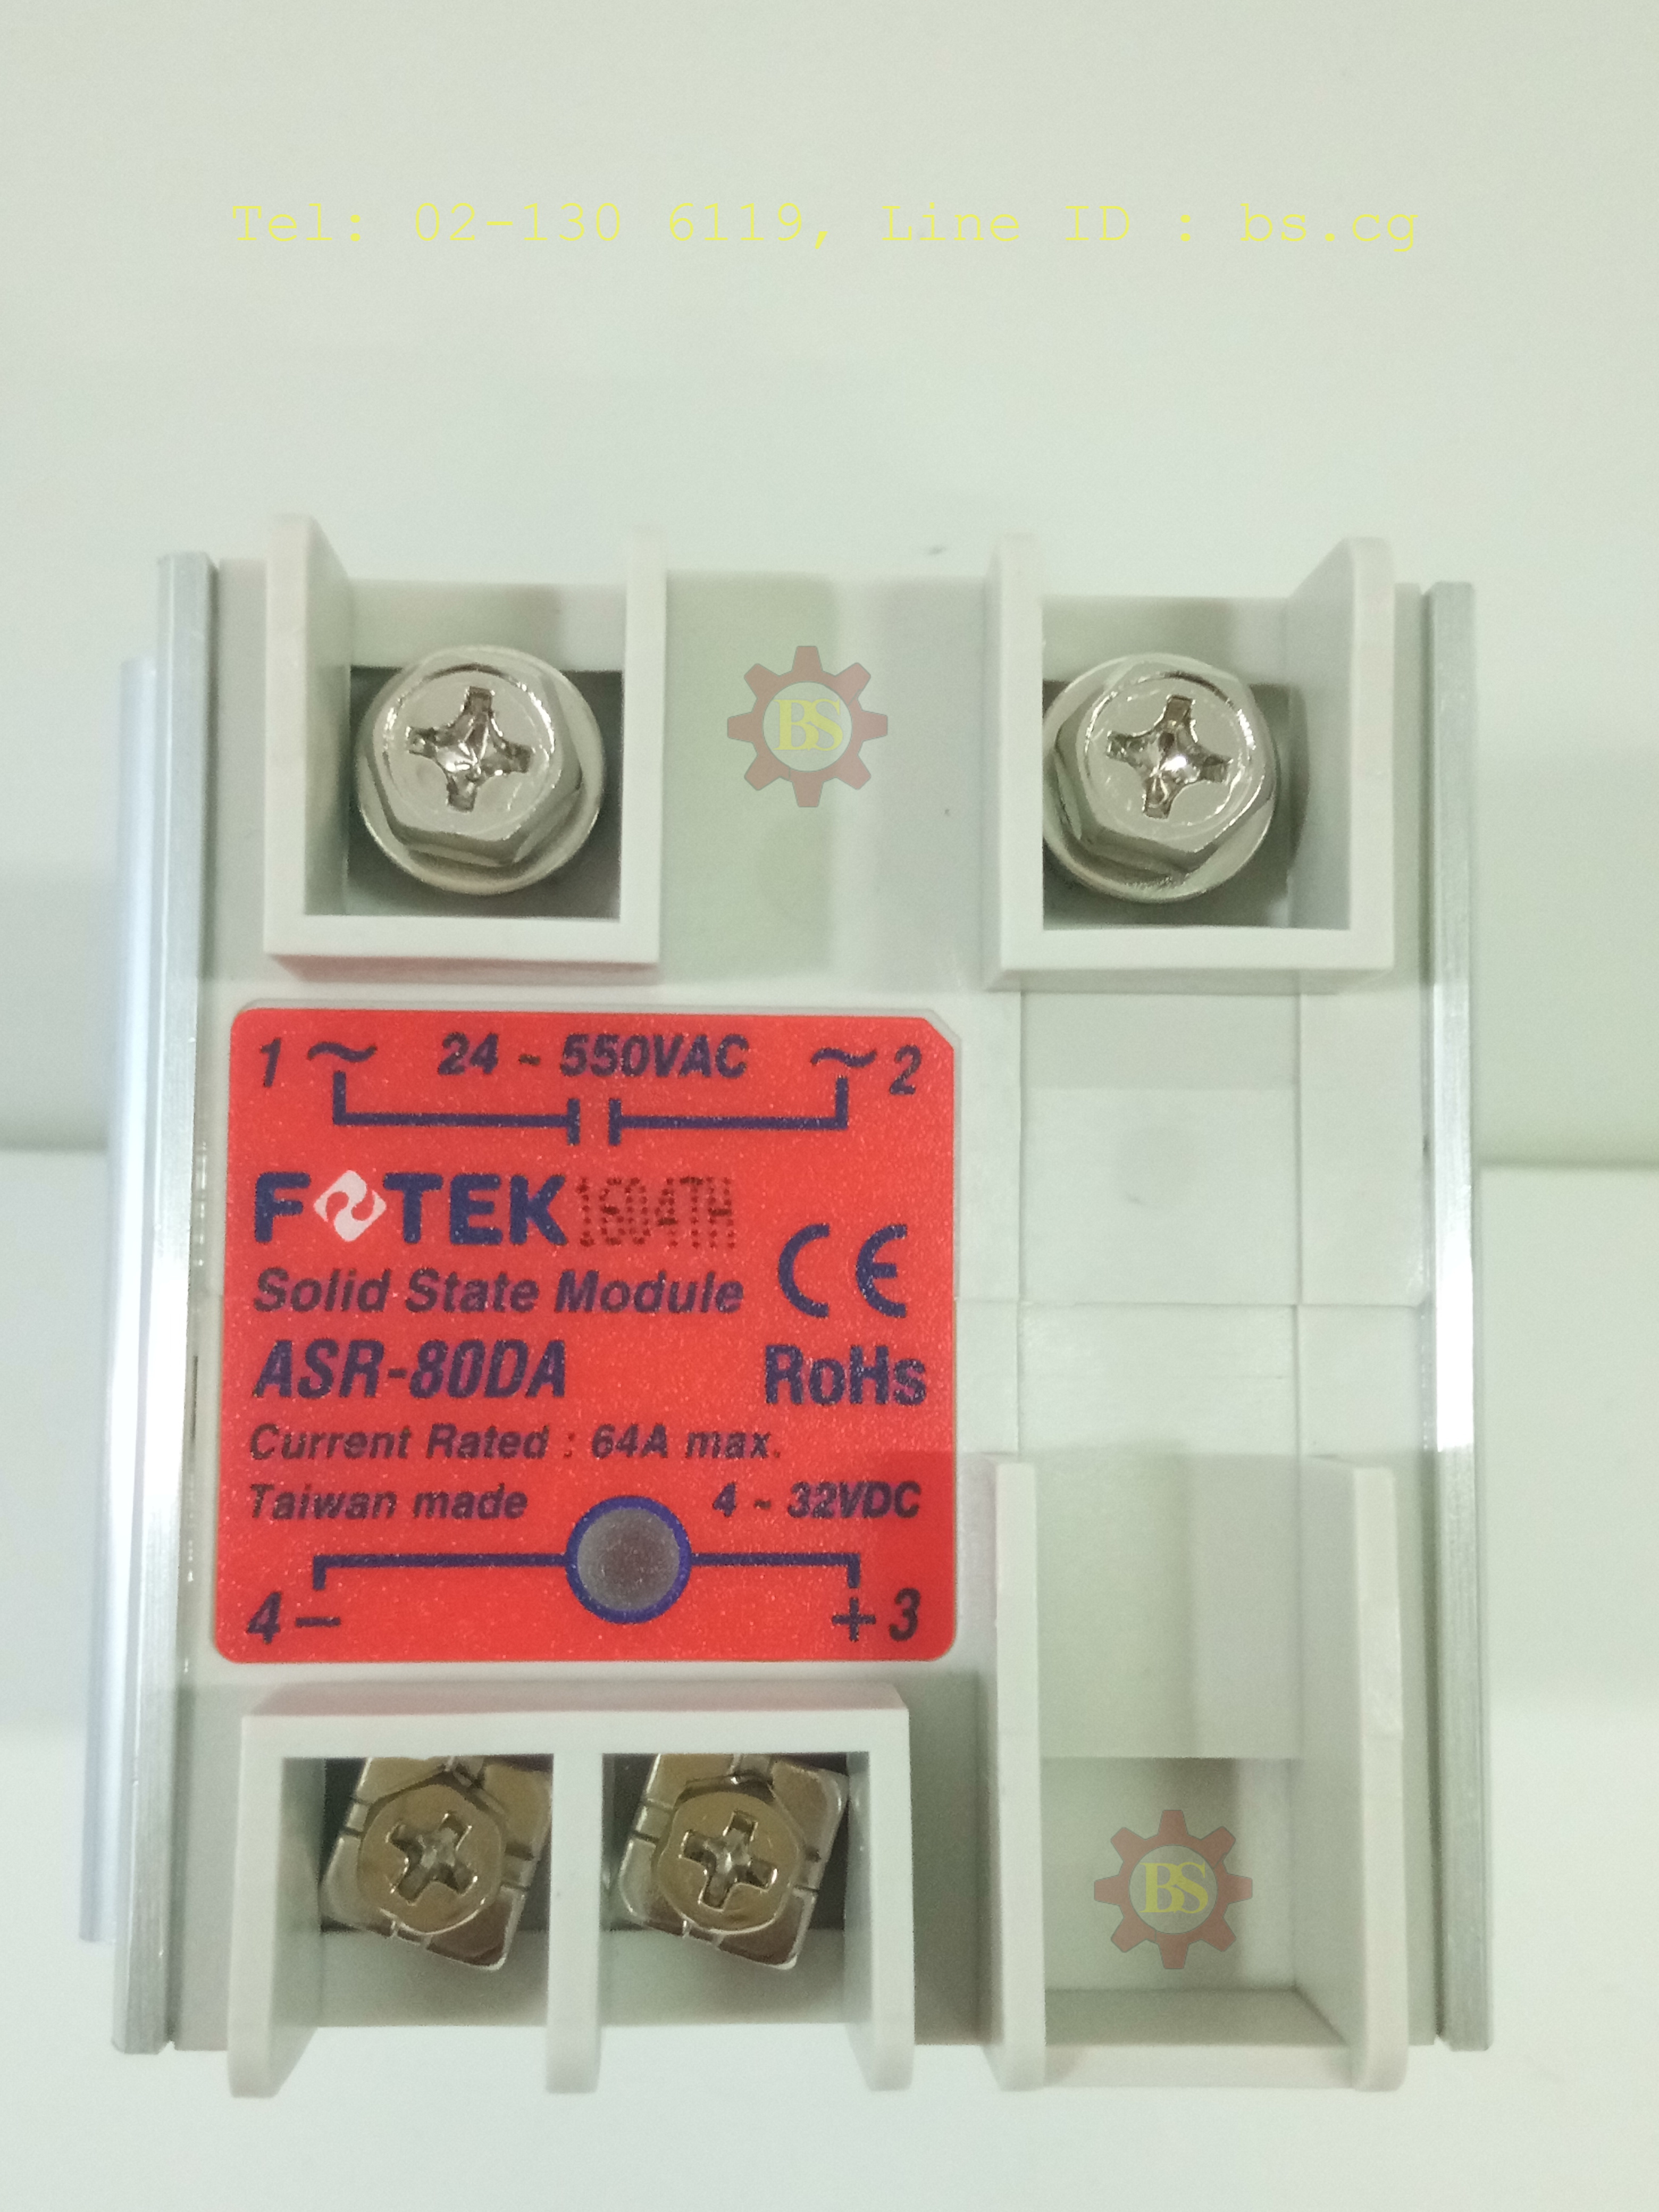 Tel: 02-130 6119, Line ID : bs.cg
BS
1 ~ 24 ~ 550VAC ~ 2
FOTEK 1604TH
CE
Solid State Module
ASR-80DA RoHs
Current Rated : 64A max.
Taiwan made 4 ~ 32VDC
4 - + 3
BS